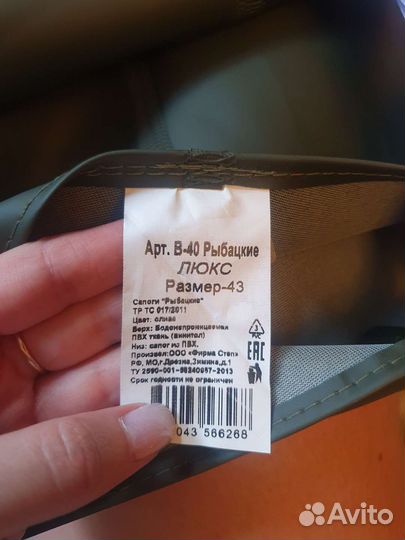 Арт. В-40 Рыбацкие
ЛЮКС
Размер-43
Сапоги "Рыбацкие"
ТР ТС 017/2011
Цвет: олива
Верх: Водонепроницаемая
ПВХ ткань (винитол)
Низ: сапог из ПВХ.
Произвел:ООО «Фирма Степ»
РФ, МО,г.Дрезна,Зимина,д.1
ТУ 2590-001-58240057-2013
Срок годности не ограничен
3
EAC
043 566268
Avito